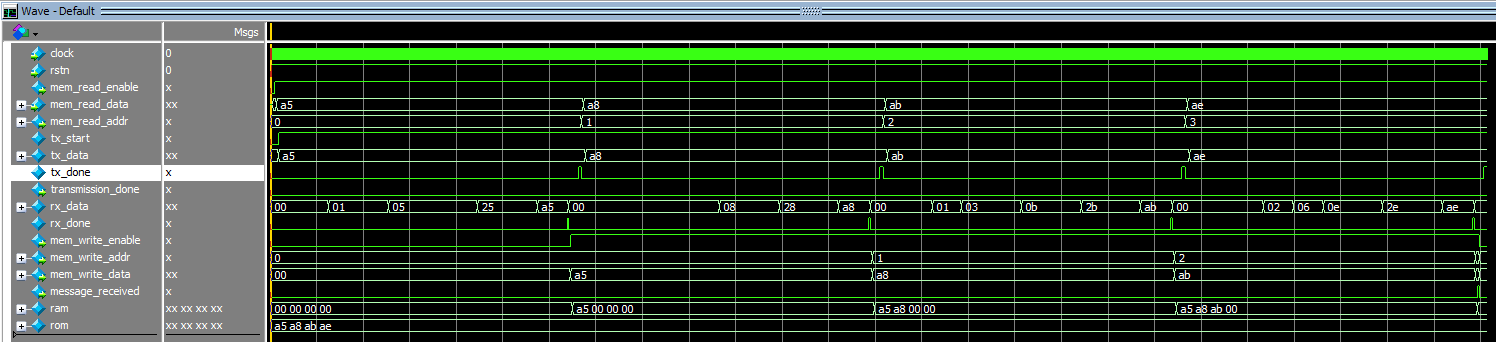 Wave - Default
Msgs
clock 0
rstn 0
mem_read_enable x
mem_read_data xx a5 a8 ab ae
mem_read_addr x 0 1 2 3
tx_start x
tx_data xx a5 a8 ab ae
tx_done x
transmission_done x
rx_data xx 00 01 05 25 a5 00 08 28 a8 00 01 03 0b 2b ab 00 02 06 0e 2e ae
rx_done x
mem_write_enable x
mem_write_addr x 0 1 2
mem_write_data xx 00 a5 a8 ab
message_received x
ram xx xx xx xx 00 00 00 00 a5 00 00 00 a5 a8 00 00 a5 a8 ab 00
rom xx xx xx xx a5 a8 ab ae